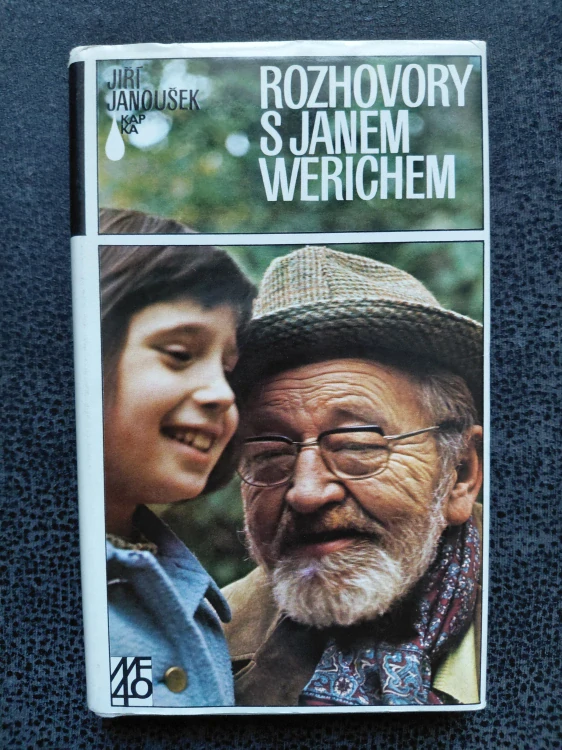 JIŘÍ
JANOUŠEK
KAP
KA
ROZHOVORY
S JANEM
WERICHEM
MF
40